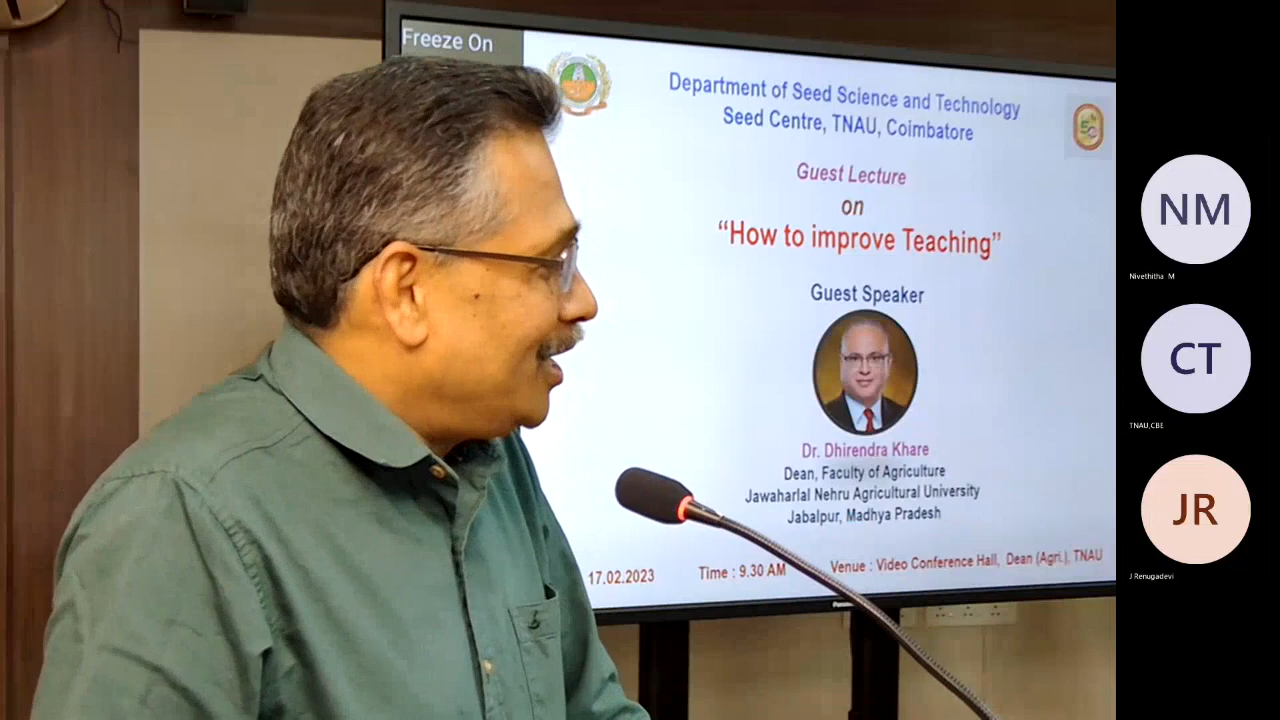 Freeze On
Department of Seed Science and Technology
Seed Centre, TNAU, Coimbatore
Guest Lecture
on
“How to improve Teaching”
Guest Speaker
Dr. Dhirendra Khare
Dean, Faculty of Agriculture
Jawaharlal Nehru Agricultural University
Jabalpur, Madhya Pradesh
17.02.2023 Time : 9.30 AM Venue : Video Conference Hall, Dean (Agri.), TNAU
NM
Nivethitha M
CT
TNAU,CBE
JR
J Renugadevi